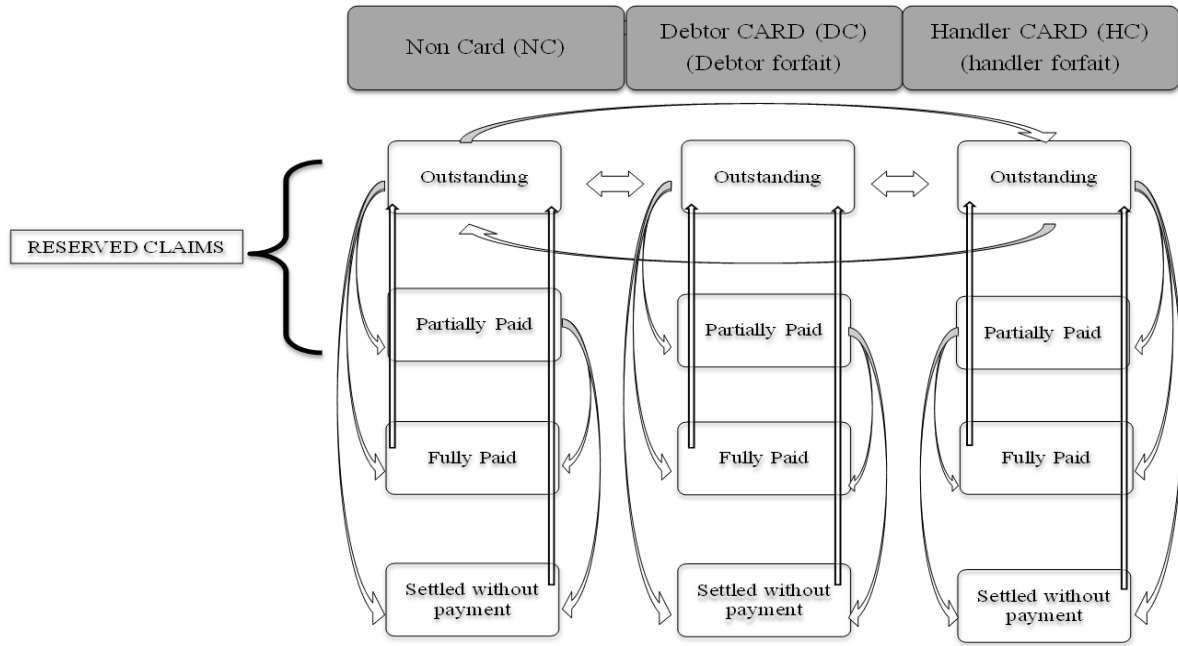 Non Card (NC)
Debtor CARD (DC)
(Debtor forfait)
Handler CARD (HC)
(handler forfait)
Outstanding
Outstanding
Outstanding
RESERVED CLAIMS
Partially Paid
Partially Paid
Partially Paid
Fully Paid
Fully Paid
Fully Paid
Settled without
payment
Settled without
payment
Settled without
payment